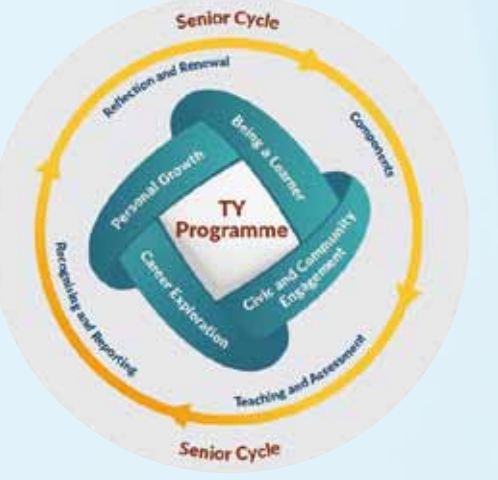 Senior Cycle
Reflection and Renewal
Components
Being a Learner
Personal Growth
TY
Programme
Civic and Community
Engagement
Career Exploration
Recognising and Reporting
Teaching and Assessment
Senior Cycle